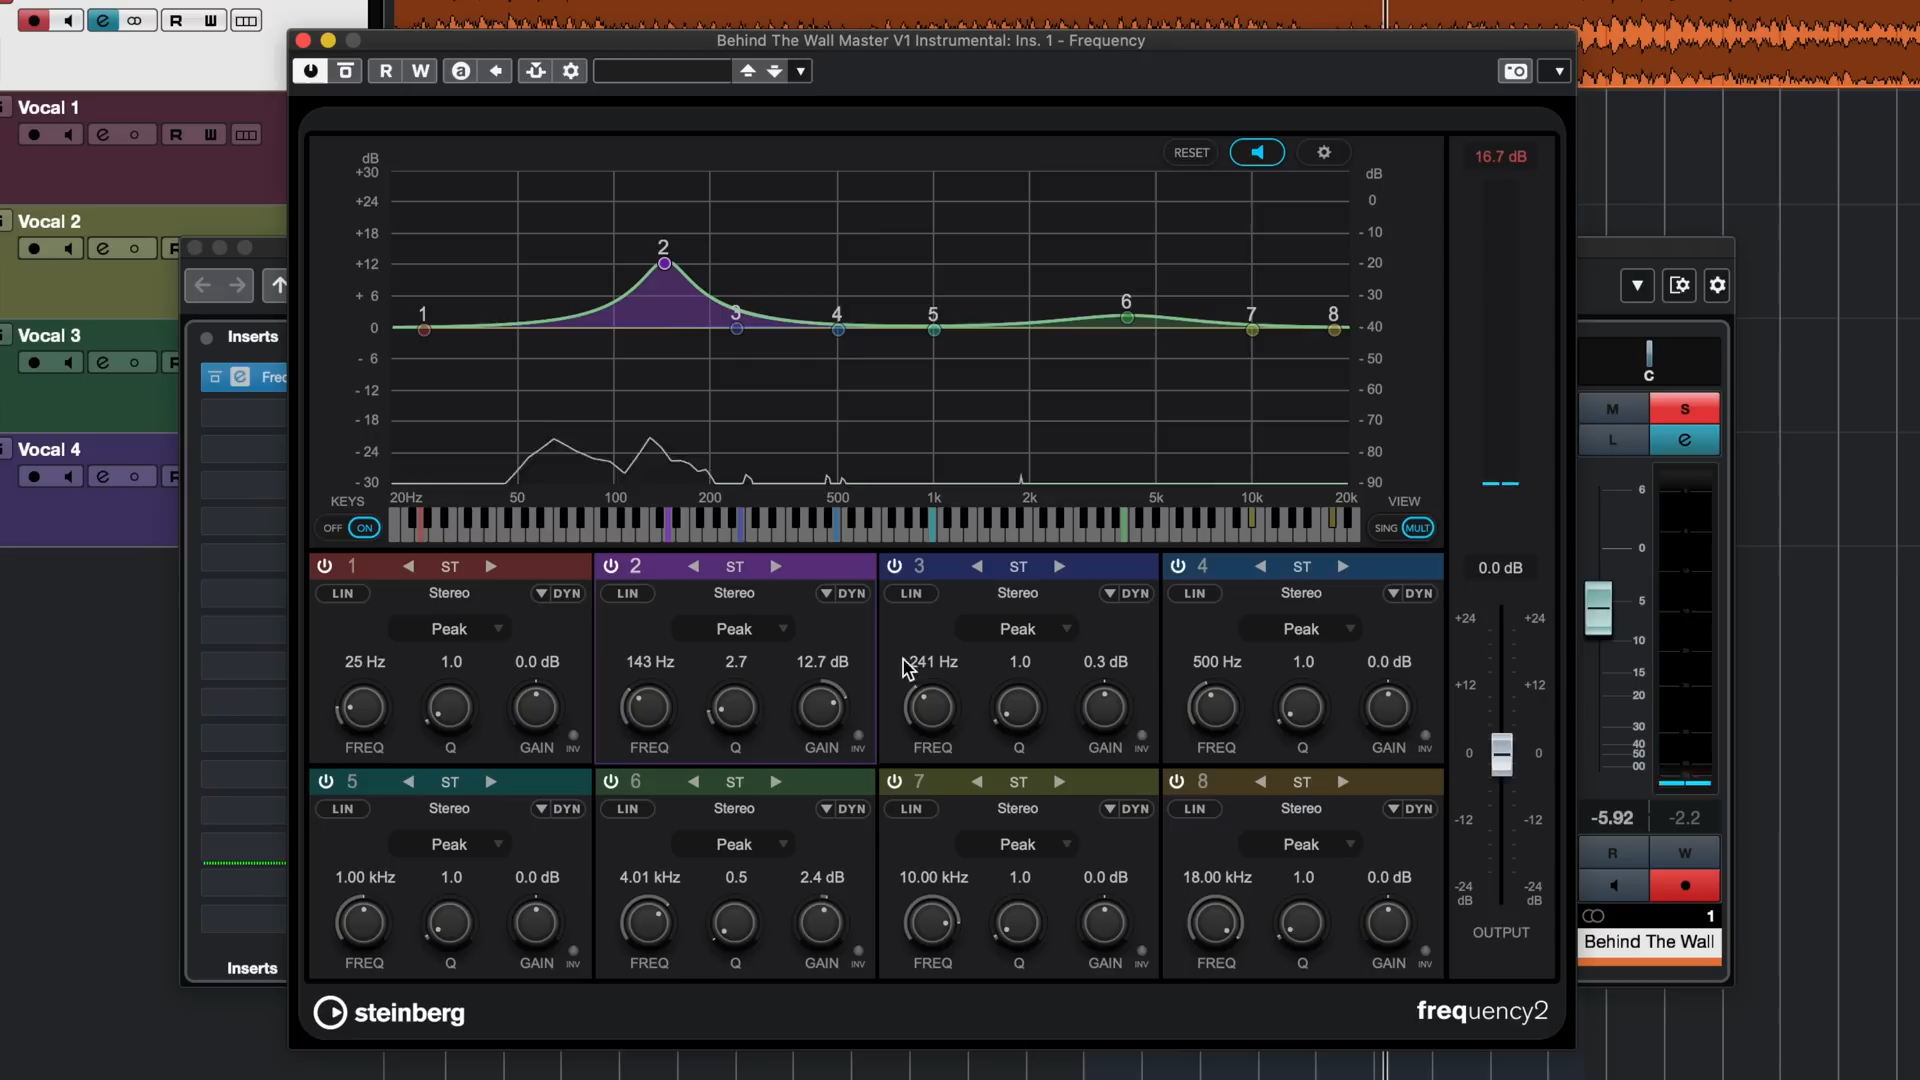 R
Behind The Wall Master V1 Instrumental: Ins. 1 - Frequency
R W
Vocal 1
R
Vocal 2
Vocal 3
Vocal 4
Inserts
Inserts
RESET
16.7 dB
dB
+30
+24
+18
+12
+ 6
0
- 6
- 12
- 18
- 24
- 30
1 2 3 4 5 6 7 8
dB
0
- 10
- 20
- 30
- 40
- 50
- 60
- 70
- 80
- 90
20Hz 50 100 200 500 1k 2k 5k 10k 20k
KEYS
OFF ON
VIEW
SING MULT
1 ST
LIN Stereo DYN
Peak
25 Hz 1.0 0.0 dB
FREQ Q GAIN INV
2 ST
LIN Stereo DYN
Peak
143 Hz 2.7 12.7 dB
FREQ Q GAIN INV
3 ST
LIN Stereo DYN
Peak
241 Hz 1.0 0.3 dB
FREQ Q GAIN INV
4 ST
LIN Stereo DYN
Peak
500 Hz 1.0 0.0 dB
FREQ Q GAIN INV
5 ST
LIN Stereo DYN
Peak
1.00 kHz 1.0 0.0 dB
FREQ Q GAIN INV
6 ST
LIN Stereo DYN
Peak
4.01 kHz 0.5 2.4 dB
FREQ Q GAIN INV
7 ST
LIN Stereo DYN
Peak
10.00 kHz 1.0 0.0 dB
FREQ Q GAIN INV
8 ST
LIN Stereo DYN
Peak
18.00 kHz 1.0 0.0 dB
FREQ Q GAIN INV
0.0 dB
+24 +24
+12 +12
0 0
-12 -12
-24 -24
dB dB
OUTPUT
steinberg
frequency2
C
M S
L e
6
0
5
10
15
20
30
40
50
00
-5.92 -2.2
R W
1
Behind The Wall